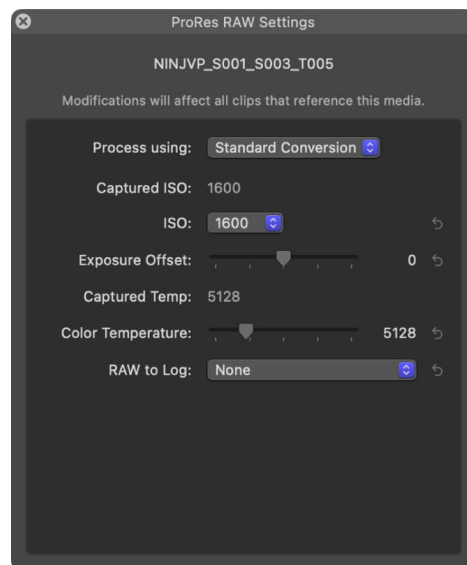 ProRes RAW Settings
NINJVP_S001_S003_T005
Modifications will affect all clips that reference this media.
Process using: Standard Conversion
Captured ISO: 1600
ISO: 1600
Exposure Offset: 0
Captured Temp: 5128
Color Temperature: 5128
RAW to Log: None